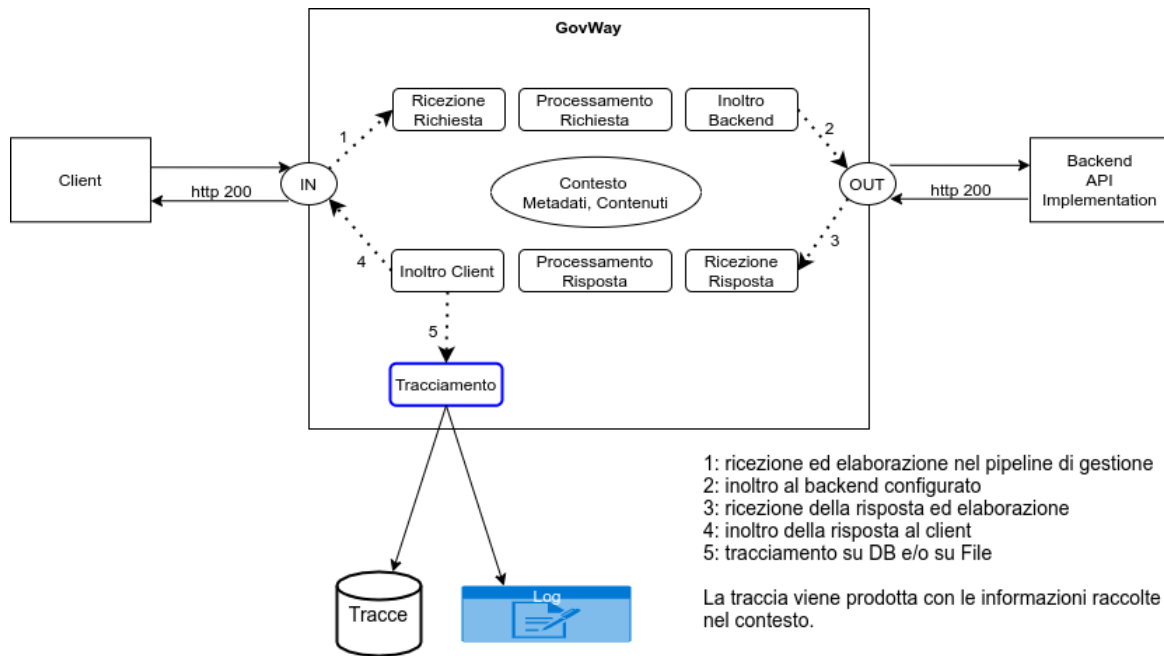 GovWay
Ricezione
Richiesta
Processamento
Richiesta
Inoltro
Backend
1
2
Client
http 200
IN
Contesto
Metadati, Contenuti
OUT
http 200
Backend
API
Implementation
4
3
Inoltro Client
Processamento
Risposta
Ricezione
Risposta
5
Tracciamento
Tracce
Log
1: ricezione ed elaborazione nel pipeline di gestione
2: inoltro al backend configurato
3: ricezione della risposta ed elaborazione
4: inoltro della risposta al client
5: tracciamento su DB e/o su File
La traccia viene prodotta con le informazioni raccolte
nel contesto.